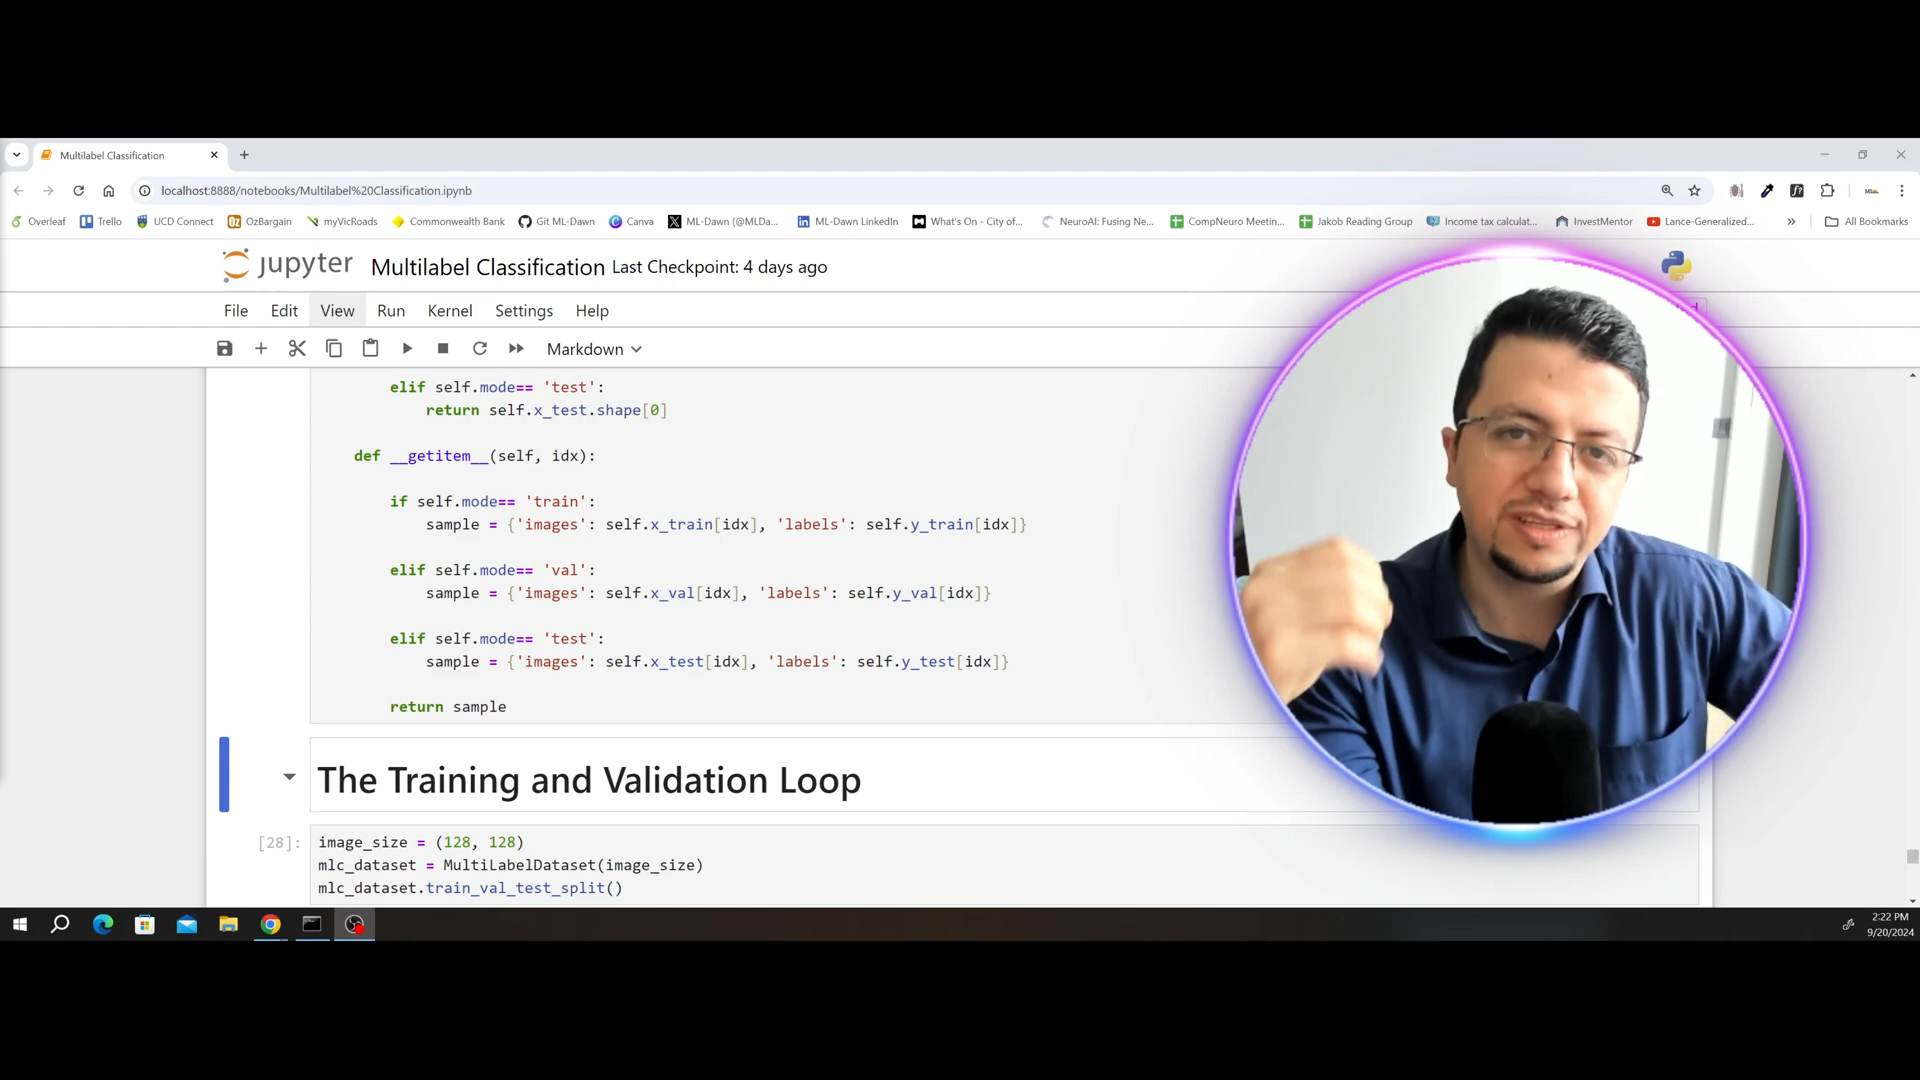 Multilabel Classification
localhost:8888/notebooks/Multilabel%20Classification.ipynb
Overleaf Trello UCD Connect OzBargain myVicRoads Commonwealth Bank Git ML-Dawn Canva ML-Dawn (@MLDa... ML-Dawn LinkedIn What's On - City of... NeuroAI: Fusing Ne... CompNeuro Meetin... Jakob Reading Group Income tax calculat... InvestMentor Lance-Generalized... » All Bookmarks
jupyter Multilabel Classification Last Checkpoint: 4 days ago
File Edit View Run Kernel Settings Help
Markdown
elif self.mode== 'test':
return self.x_test.shape[0]
def __getitem__(self, idx):
if self.mode== 'train':
sample = {'images': self.x_train[idx], 'labels': self.y_train[idx]}
elif self.mode== 'val':
sample = {'images': self.x_val[idx], 'labels': self.y_val[idx]}
elif self.mode== 'test':
sample = {'images': self.x_test[idx], 'labels': self.y_test[idx]}
return sample
The Training and Validation Loop
[28]: image_size = (128, 128)
mlc_dataset = MultiLabelDataset(image_size)
mlc_dataset.train_val_test_split()
2:22 PM
9/20/2024